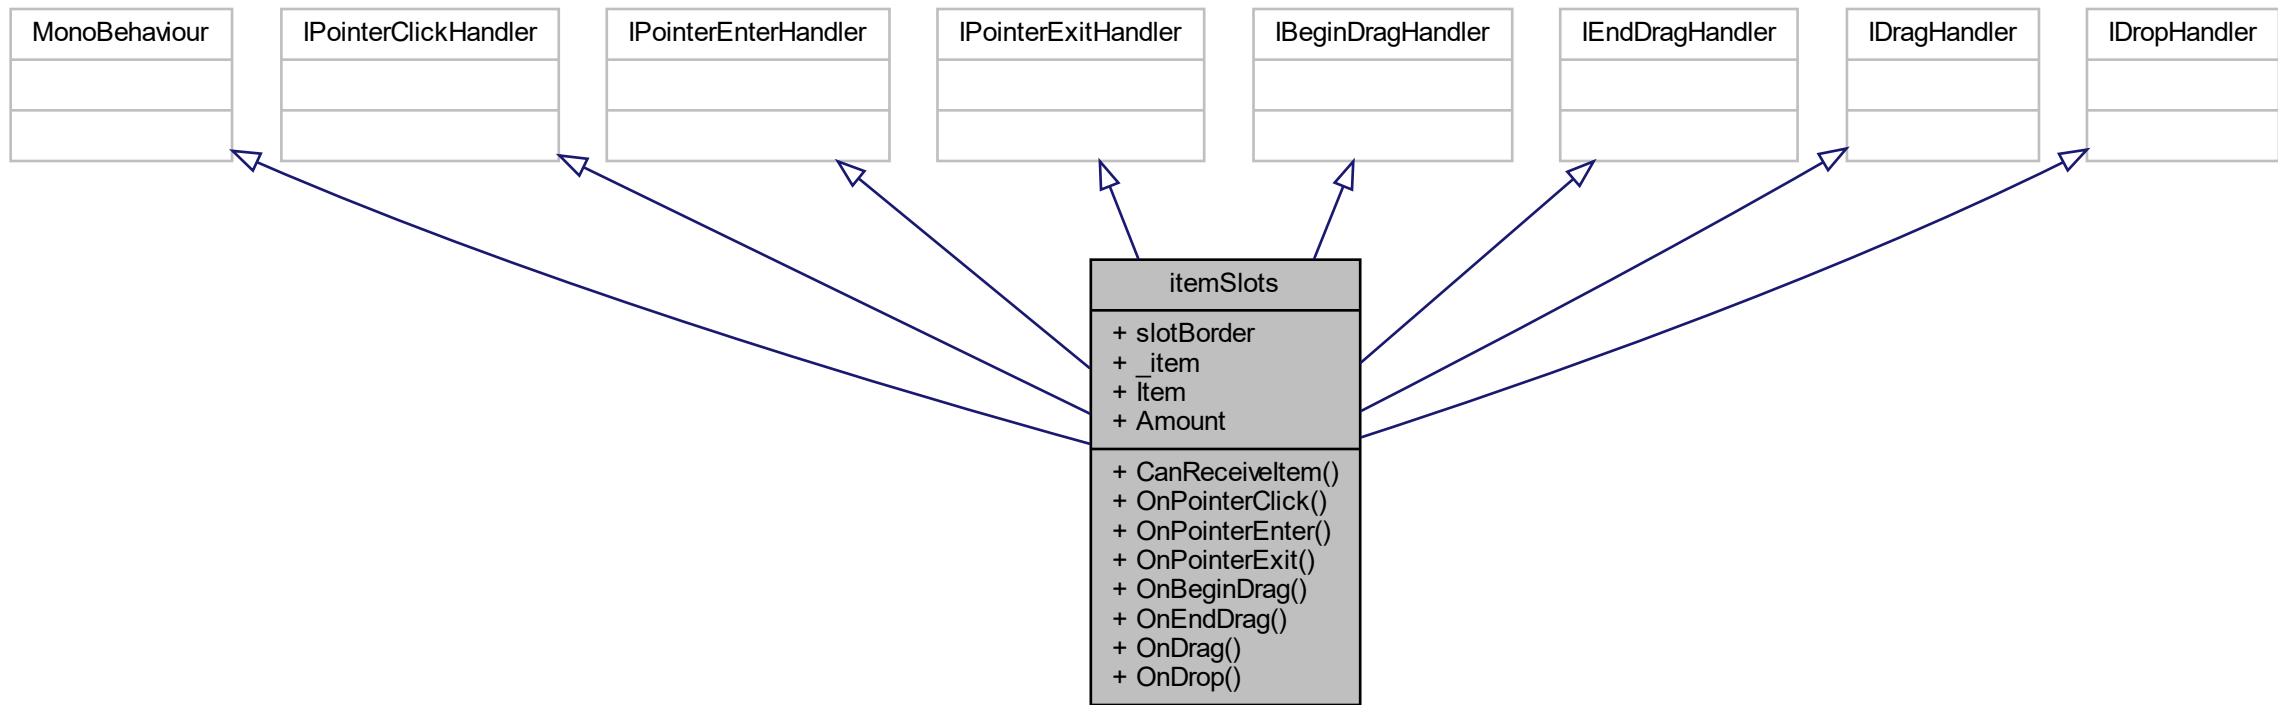 MonoBehaviour
IPointerClickHandler
IPointerEnterHandler
IPointerExitHandler
IBeginDragHandler
IEndDragHandler
IDragHandler
IDropHandler
itemSlots
+ slotBorder
+ _item
+ Item
+ Amount
+ CanReceiveItem()
+ OnPointerClick()
+ OnPointerEnter()
+ OnPointerExit()
+ OnBeginDrag()
+ OnEndDrag()
+ OnDrag()
+ OnDrop()